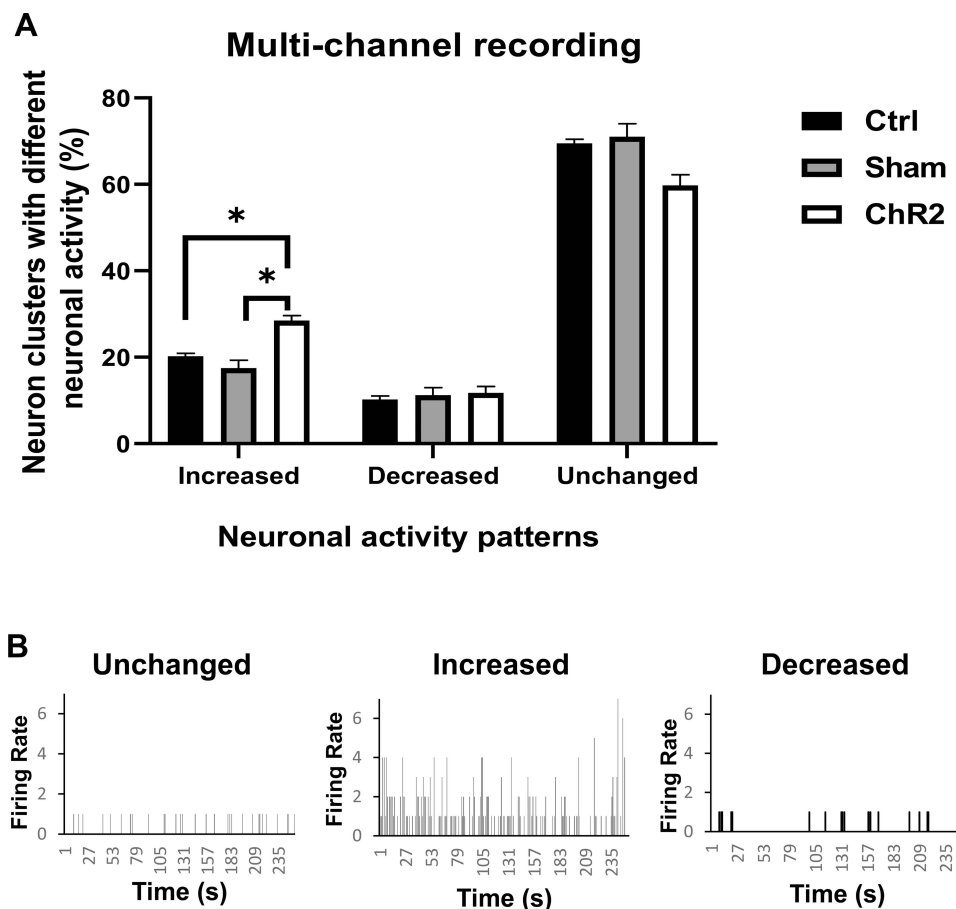 A
Multi-channel recording
Neuron clusters with different
neuronal activity (%)
80
60
40
20
0
*
*
Increased
Decreased
Unchanged
Neuronal activity patterns
Ctrl
Sham
ChR2
B
Unchanged
Firing Rate
6
4
2
0
1
27
53
79
105
131
157
183
209
235
Time (s)
Increased
Firing Rate
6
4
2
0
1
27
53
79
105
131
157
183
209
235
Time (s)
Decreased
Firing Rate
6
4
2
0
1
27
53
79
105
131
157
183
209
235
Time (s)